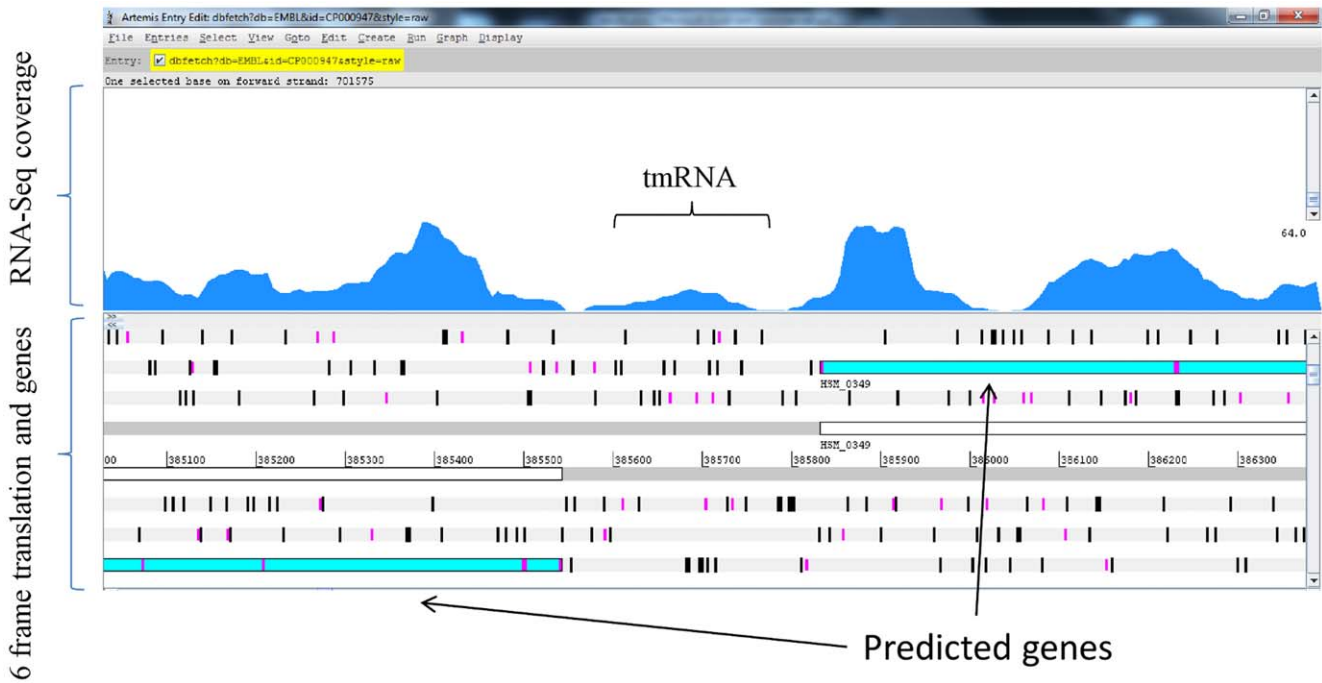 Artemis Entry Edit: dbfetch?db=EMBL&id=CP000947&style=raw
File Entries Select View Goto Edit Create Run Graph Display
Entry: dbfetch?db=EMBL&id=CP000947&style=raw
One selected base on forward strand: 701575
RNA-Seq coverage
tmRNA
64.0
6 frame translation and genes
HSM_0349
HSM_0349
00 385100 385200 385300 385400 385500 385600 385700 385800 385900 386000 386100 386200 386300
Predicted genes